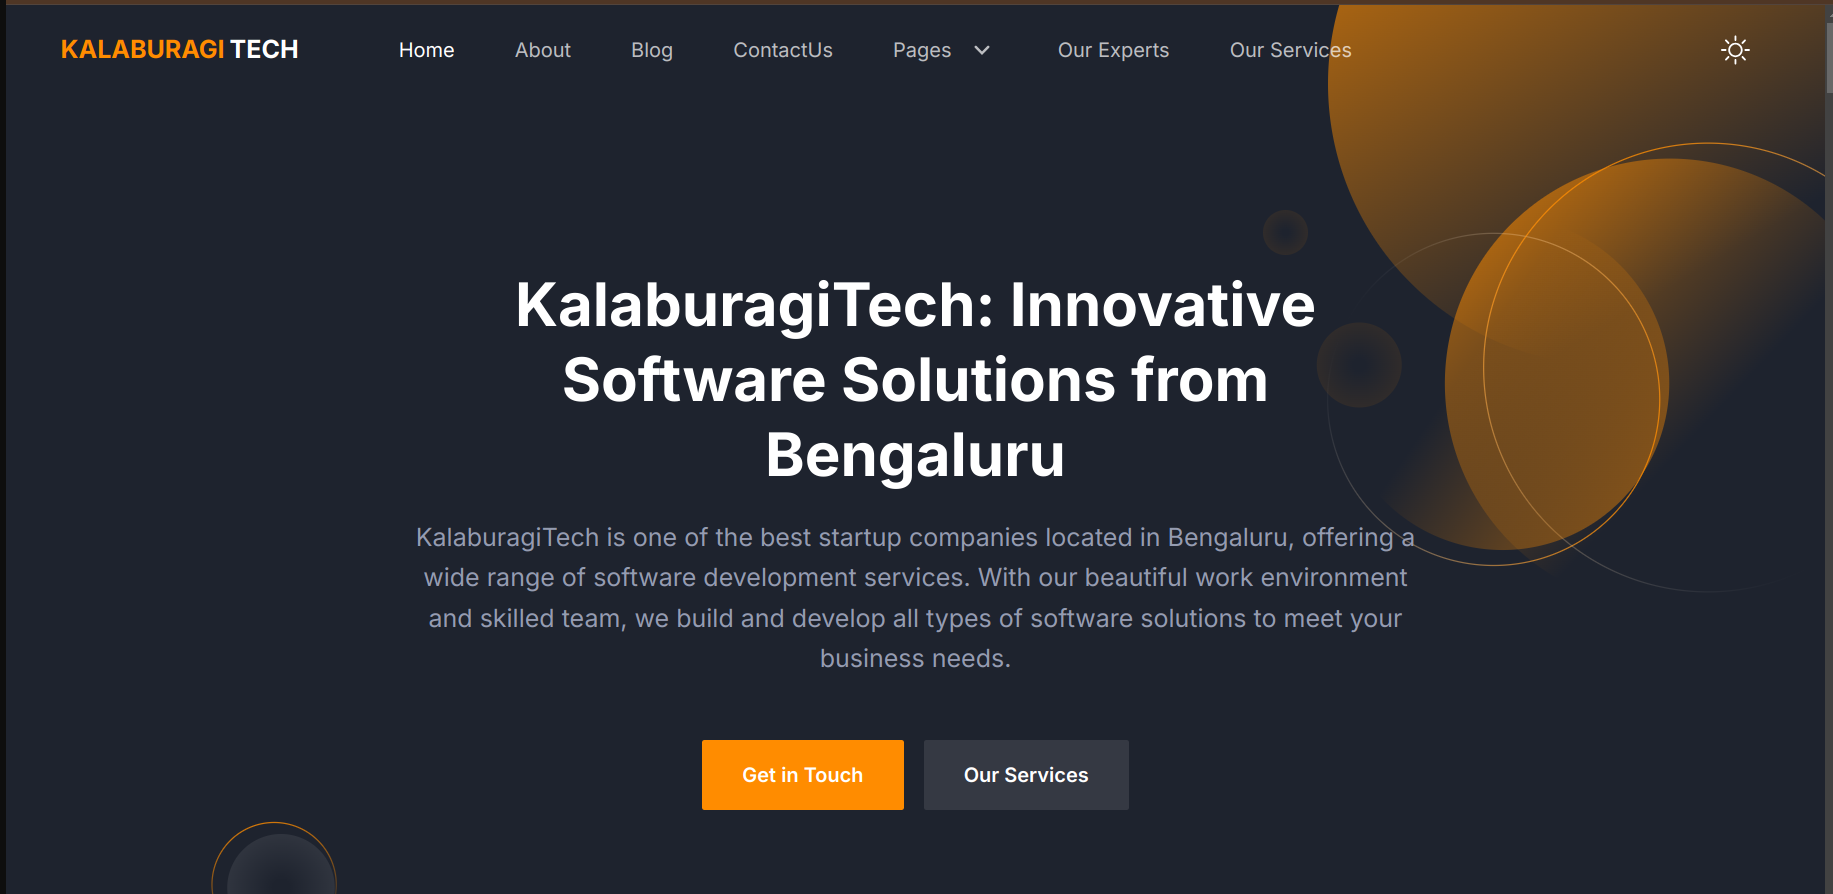 KALABURAGI TECH
Home About Blog ContactUs Pages Our Experts Our Services
KalaburagiTech: Innovative
Software Solutions from
Bengaluru
KalaburagiTech is one of the best startup companies located in Bengaluru, offering a
wide range of software development services. With our beautiful work environment
and skilled team, we build and develop all types of software solutions to meet your
business needs.
Get in Touch
Our Services